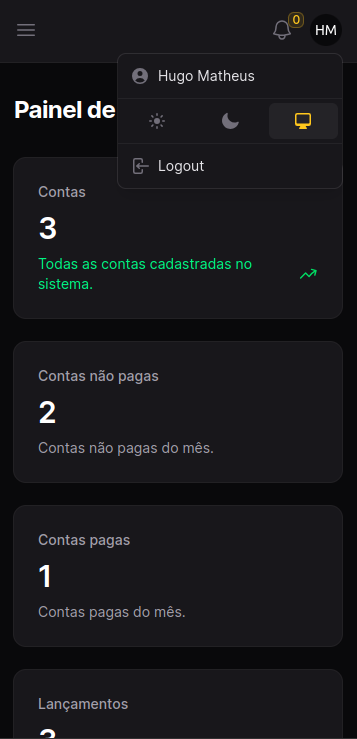 0
HM
Hugo Matheus
Painel de
Logout
Contas
3
Todas as contas cadastradas no
sistema.
Contas não pagas
2
Contas não pagas do mês.
Contas pagas
1
Contas pagas do mês.
Lançamentos
3